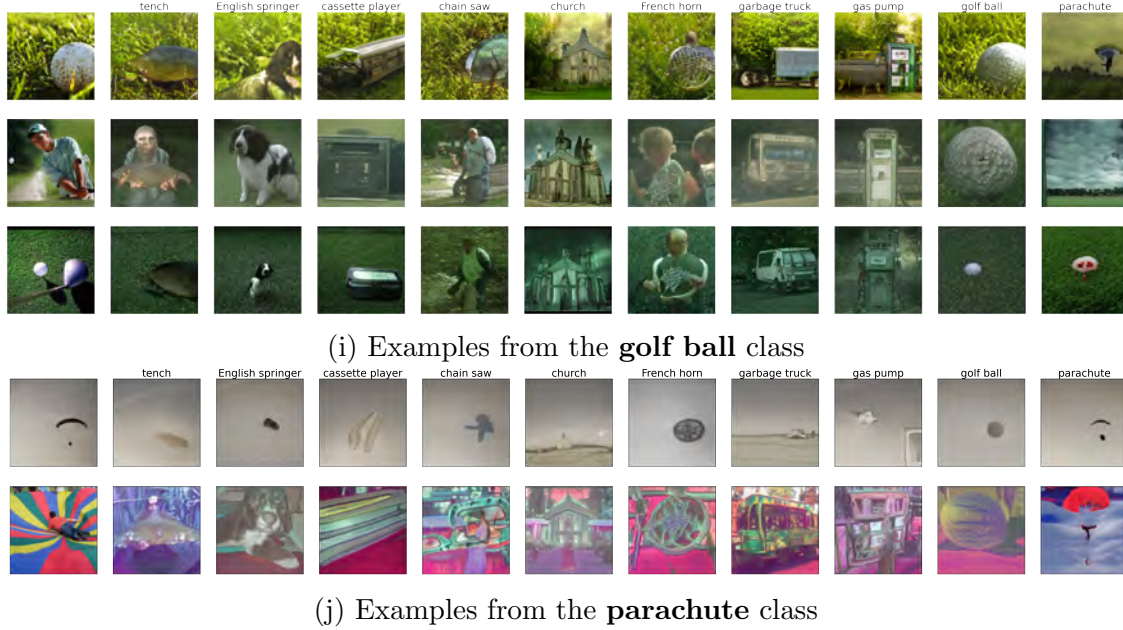 tench English springer cassette player chain saw church French horn garbage truck gas pump golf ball parachute
(i) Examples from the golf ball class
tench English springer cassette player chain saw church French horn garbage truck gas pump golf ball parachute
(j) Examples from the parachute class